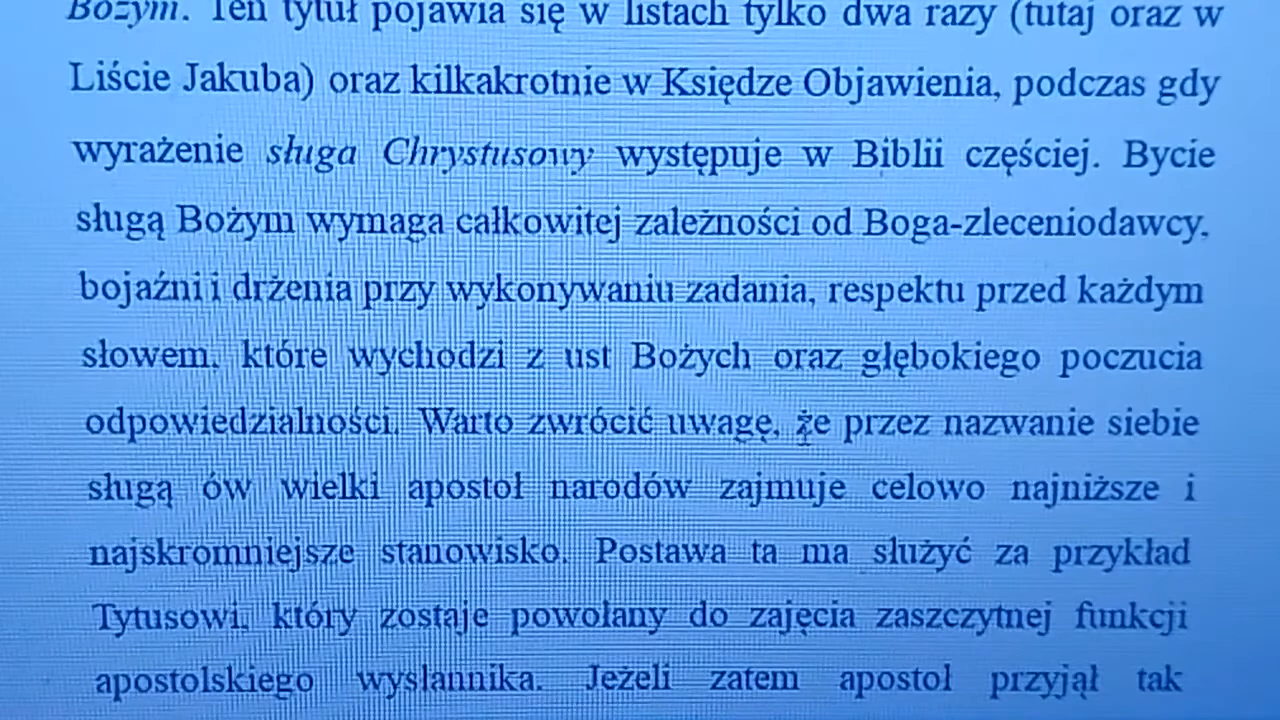 Bożym. Ten tytuł pojawia się w listach tylko dwa razy (tutaj oraz w
Liście Jakuba) oraz kilkakrotnie w Księdze Objawienia, podczas gdy
wyrażenie sługa Chrystusowy występuje w Biblii częściej. Bycie
sługą Bożym wymaga całkowitej zależności od Boga-zleceniodawcy,
bojaźni i drżenia przy wykonywaniu zadania, respektu przed każdym
słowem, które wychodzi z ust Bożych oraz głębokiego poczucia
odpowiedzialności. Warto zwrócić uwagę, że przez nazwanie siebie
sługą ów wielki apostoł narodów zajmuje celowo najniższe i
najskromniejsze stanowisko. Postawa ta ma służyć za przykład
Tytusowi, który zostaje powołany do zajęcia zaszczytnej funkcji
apostolskiego wysłannika. Jeżeli zatem apostoł przyjął tak